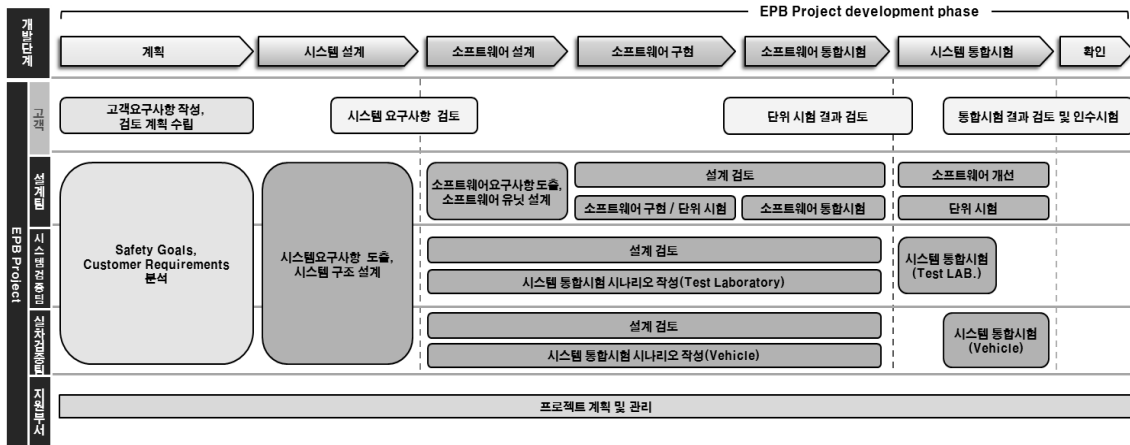 EPB Project development phase
개발단계
계획
시스템 설계
소프트웨어 설계
소프트웨어 구현
소프트웨어 통합시험
시스템 통합시험
확인
EPB Project
고객
고객요구사항 작성,
검토 계획 수립
시스템 요구사항 검토
단위 시험 결과 검토
통합시험 결과 검토 및 인수시험
설계팀
Safety Goals,
Customer Requirements
분석
시스템요구사항 도출,
시스템 구조 설계
소프트웨어요구사항 도출,
소프트웨어 유닛 설계
설계 검토
소프트웨어 구현 / 단위 시험
소프트웨어 통합시험
소프트웨어 개선
단위 시험
시스템검증팀
설계 검토
시스템 통합시험 시나리오 작성(Test Laboratory)
시스템 통합시험
(Test LAB.)
실차검증팀
설계 검토
시스템 통합시험 시나리오 작성(Vehicle)
시스템 통합시험
(Vehicle)
지원부서
프로젝트 계획 및 관리